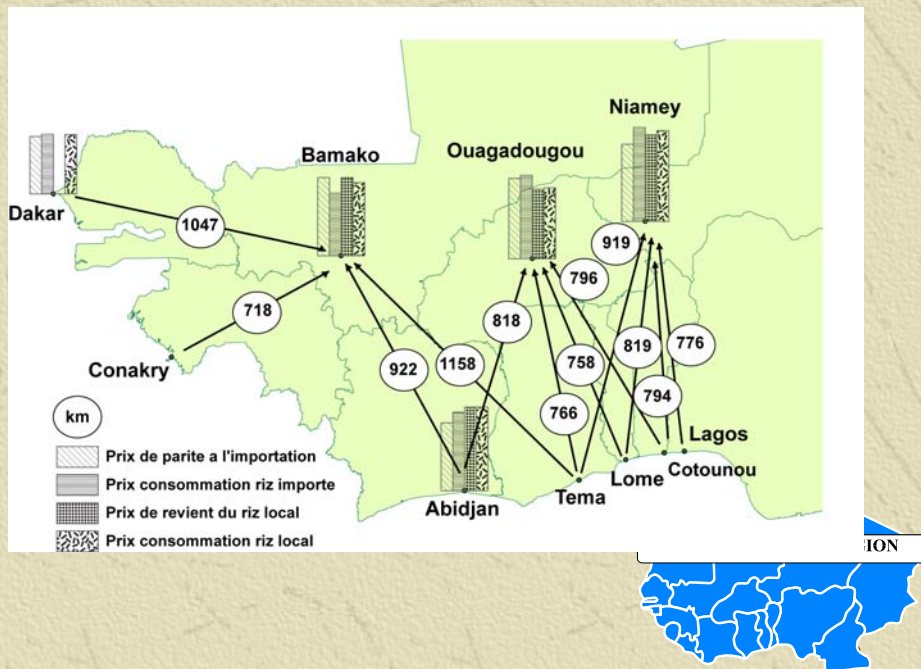 Niamey
Ouagadougou
Bamako
Dakar
1047
919
796
718
818
819
776
Conakry
922
1158
758
794
766
km
Lagos
Prix de parite a l'importation
Lome
Cotounou
Prix consommation riz importe
Tema
Abidjan
Prix de revient du riz local
Prix consommation riz local